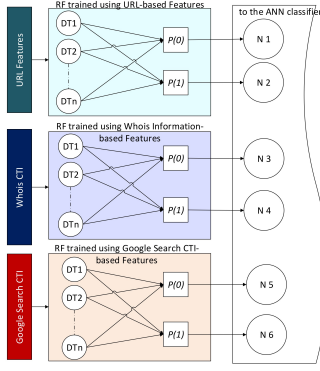 RF trained using URL-based Features
to the ANN classifier
URL Features
DT1
DT2
DTn
P(0)
P(1)
N 1
N 2
RF trained using Whois Information-
based Features
Whois CTI
DT1
DT2
DTn
P(0)
P(1)
N 3
N 4
RF trained using Google Search CTI-
based Features
Google Search CTI
DT1
DT2
DTn
P(0)
P(1)
N 5
N 6